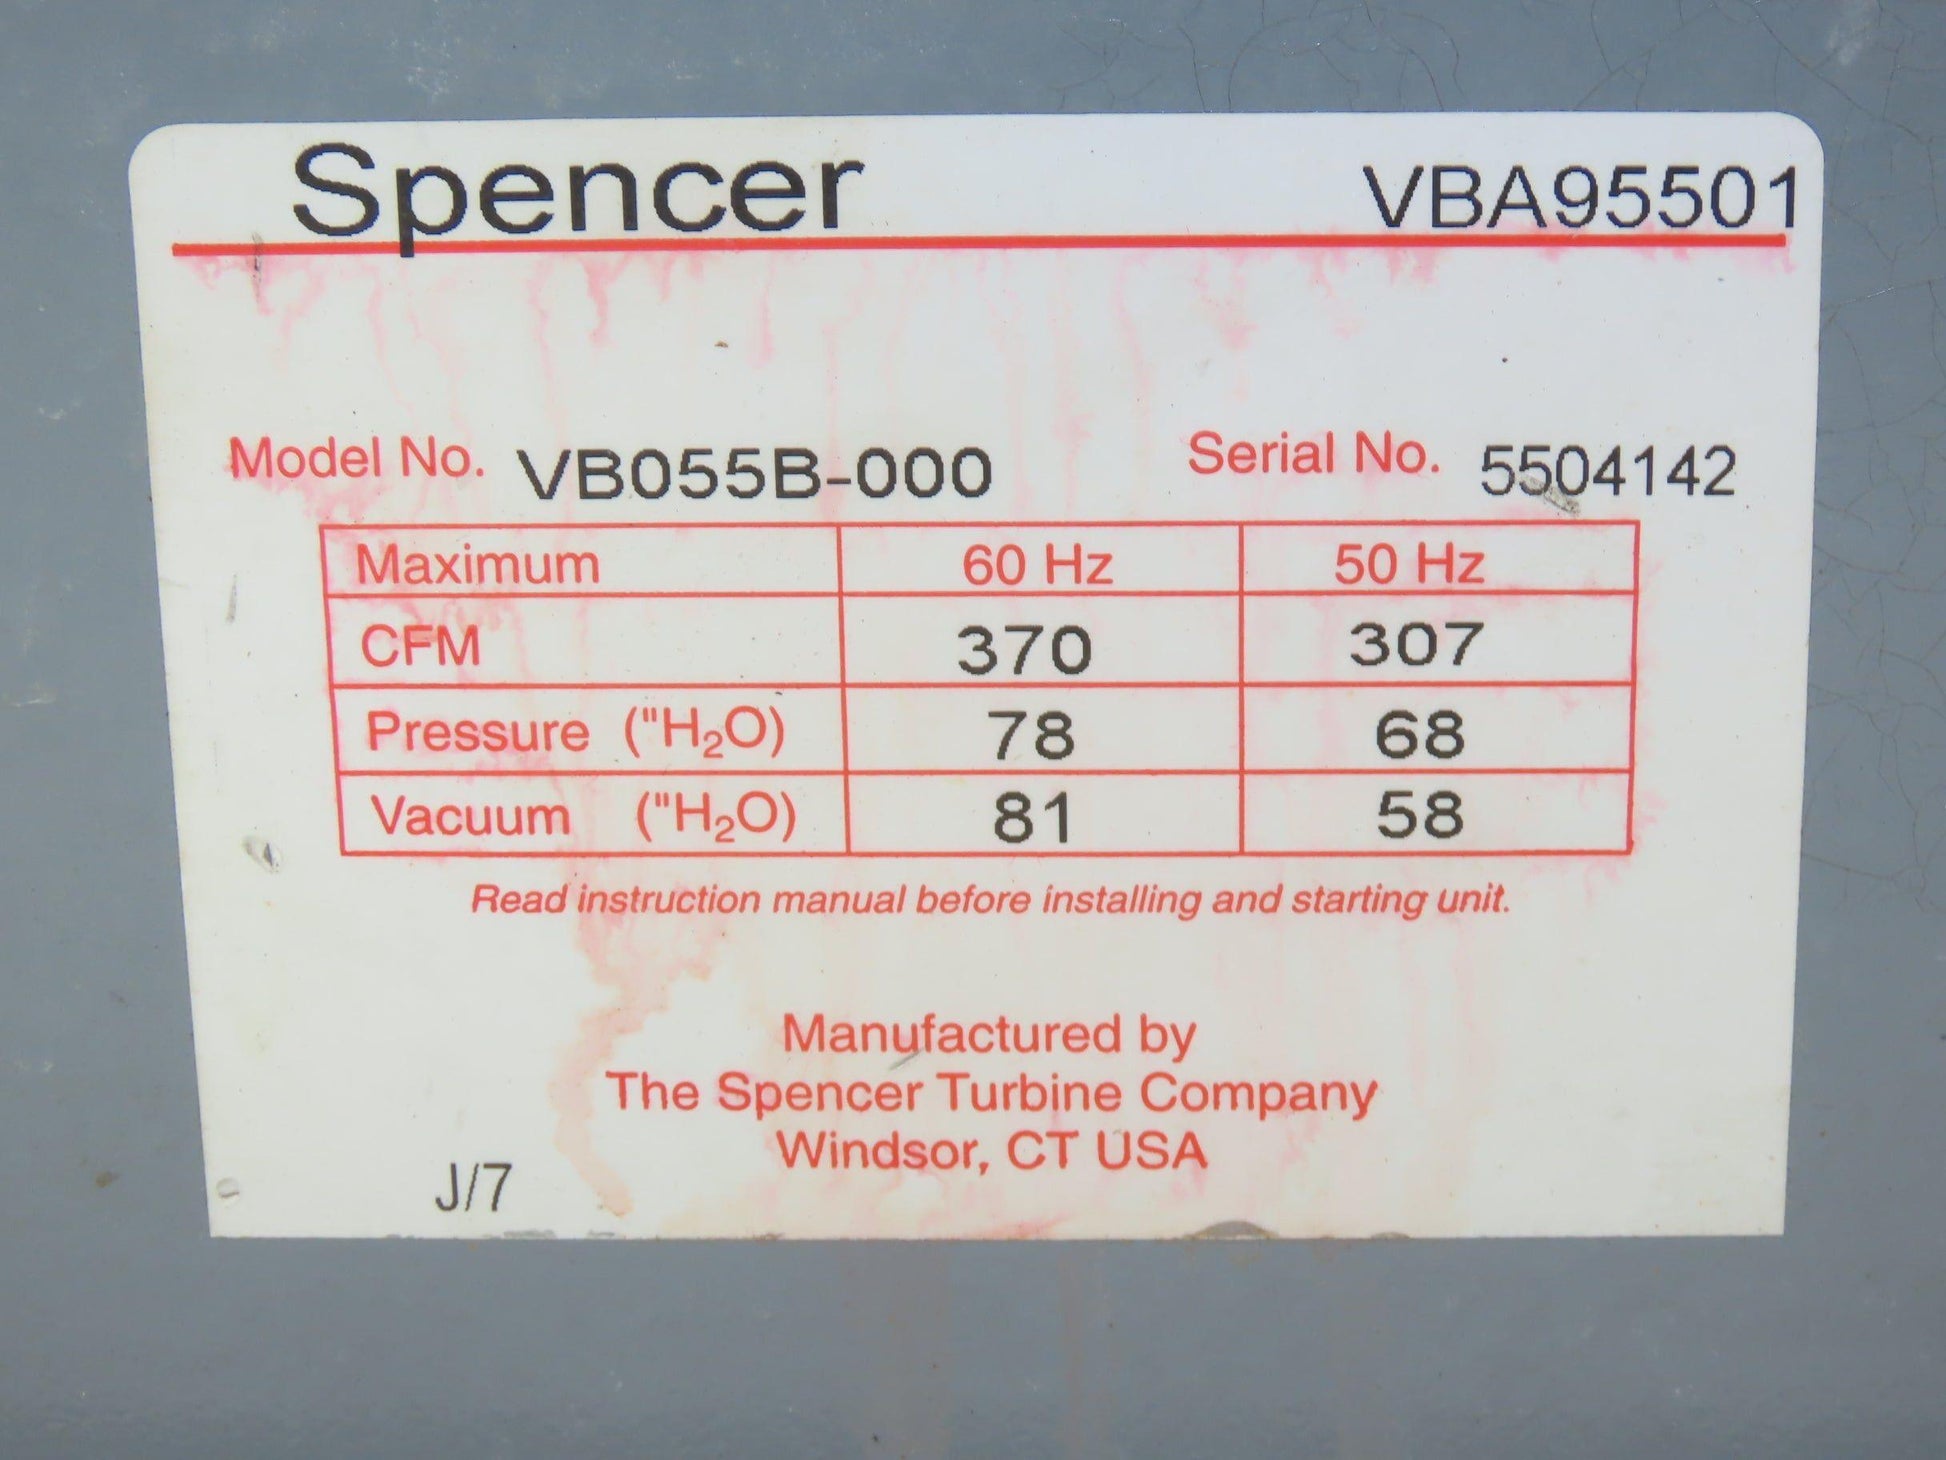 Spencer VBA95501
Model No. VB055B-000 Serial No. 5504142
Maximum 60 Hz 50 Hz
CFM 370 307
Pressure ("H₂O) 78 68
Vacuum ("H₂O) 81 58
Read instruction manual before installing and starting unit.
Manufactured by
The Spencer Turbine Company
Windsor, CT USA
J/7